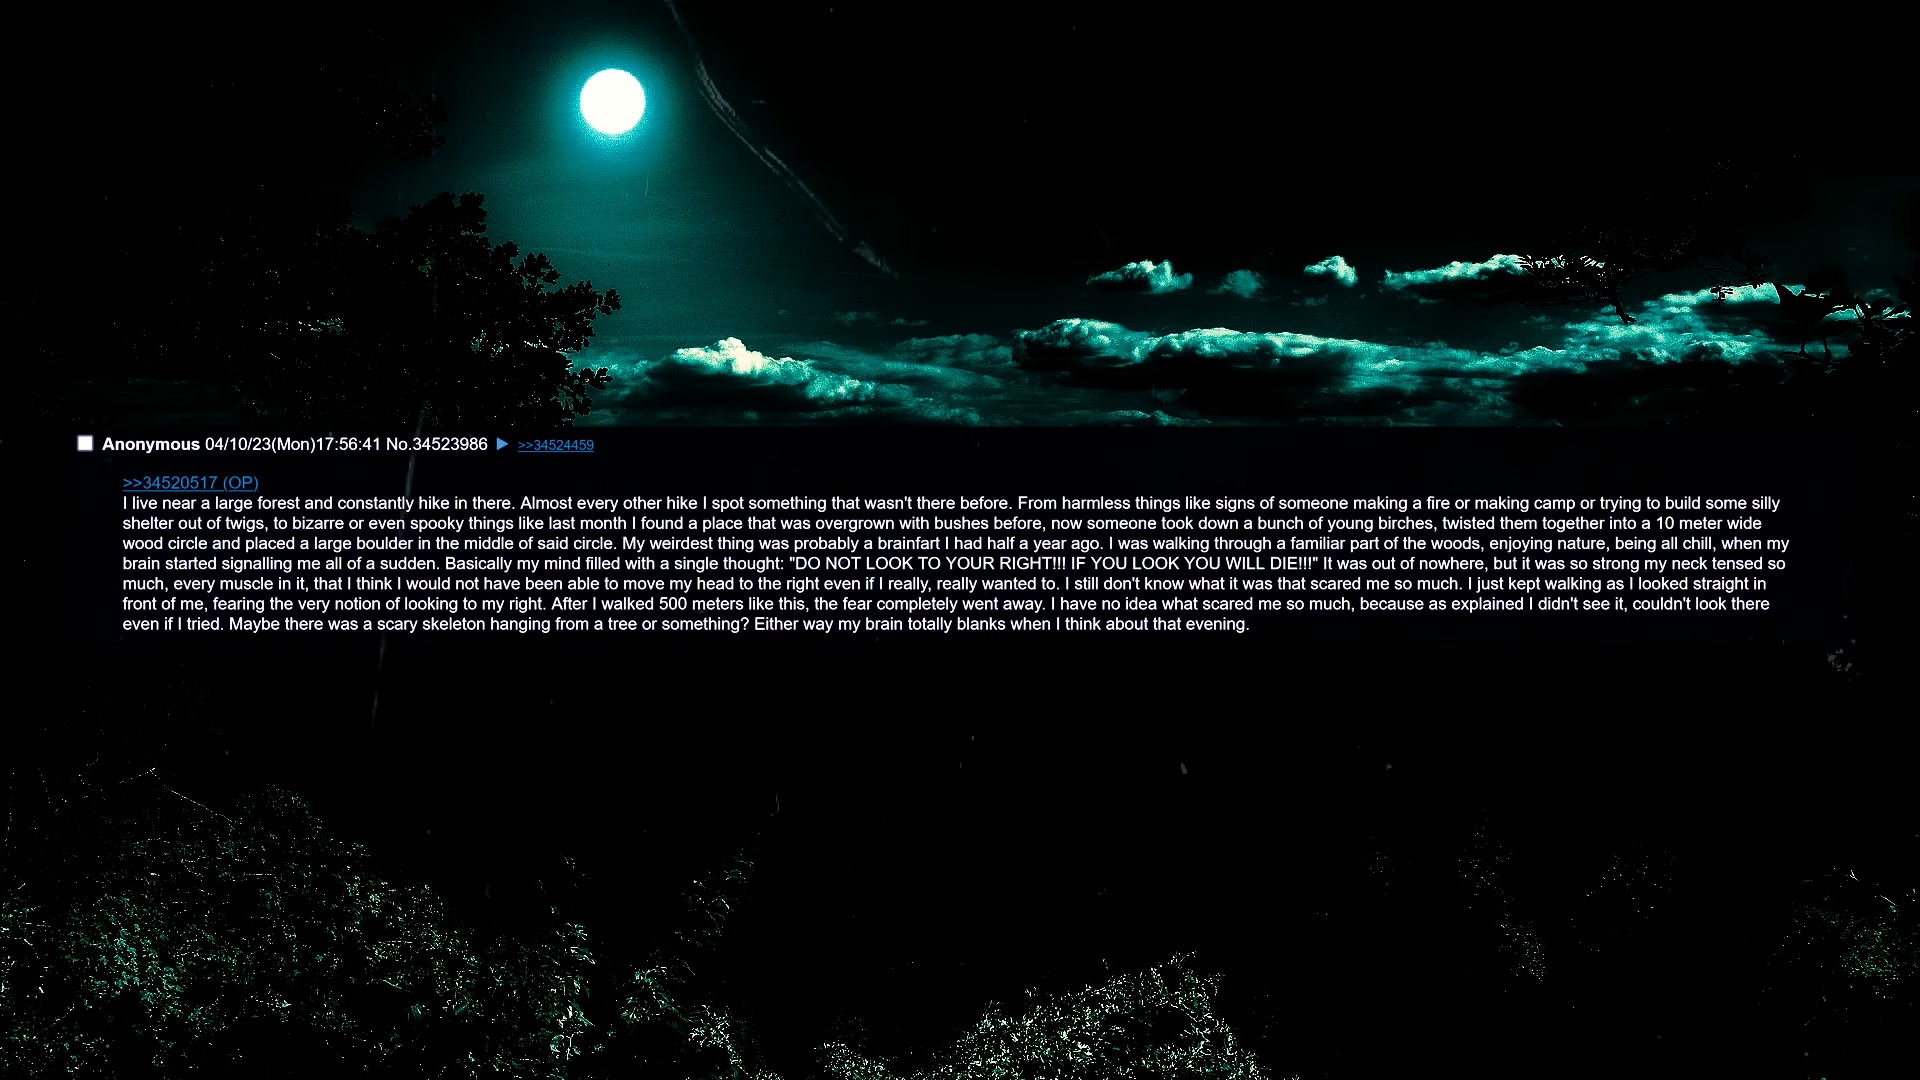 Anonymous 04/10/23(Mon)17:56:41 No.34523986 ▶ >>34524459
>>34520517 (OP)
I live near a large forest and constantly hike in there. Almost every other hike I spot something that wasn't there before. From harmless things like signs of someone making a fire or making camp or trying to build some silly
shelter out of twigs, to bizarre or even spooky things like last month I found a place that was overgrown with bushes before, now someone took down a bunch of young birches, twisted them together into a 10 meter wide
wood circle and placed a large boulder in the middle of said circle. My weirdest thing was probably a brainfart I had half a year ago. I was walking through a familiar part of the woods, enjoying nature, being all chill, when my
brain started signalling me all of a sudden. Basically my mind filled with a single thought: "DO NOT LOOK TO YOUR RIGHT!!! IF YOU LOOK YOU WILL DIE!!!" It was out of nowhere, but it was so strong my neck tensed so
much, every muscle in it, that I think I would not have been able to move my head to the right even if I really, really wanted to. I still don't know what it was that scared me so much. I just kept walking as I looked straight in
front of me, fearing the very notion of looking to my right. After I walked 500 meters like this, the fear completely went away. I have no idea what scared me so much, because as explained I didn't see it, couldn't look there
even if I tried. Maybe there was a scary skeleton hanging from a tree or something? Either way my brain totally blanks when I think about that evening.